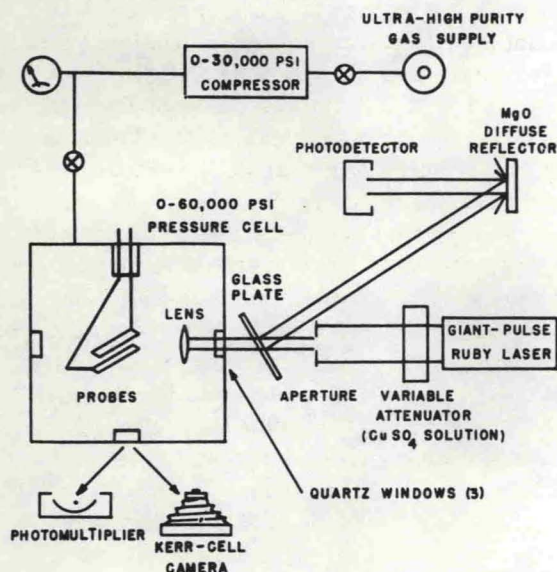 ULTRA-HIGH PURITY
GAS SUPPLY
0-30,000 PSI
COMPRESSOR
MgO
DIFFUSE
REFLECTOR
PHOTODETECTOR
0-60,000 PSI
PRESSURE CELL
GLASS
PLATE
LENS
GIANT-PULSE
RUBY LASER
PROBES
APERTURE
VARIABLE
ATTENUATOR
(CuSO4 SOLUTION)
QUARTZ WINDOWS (3)
PHOTOMULTIPLIER
KERR-CELL
CAMERA